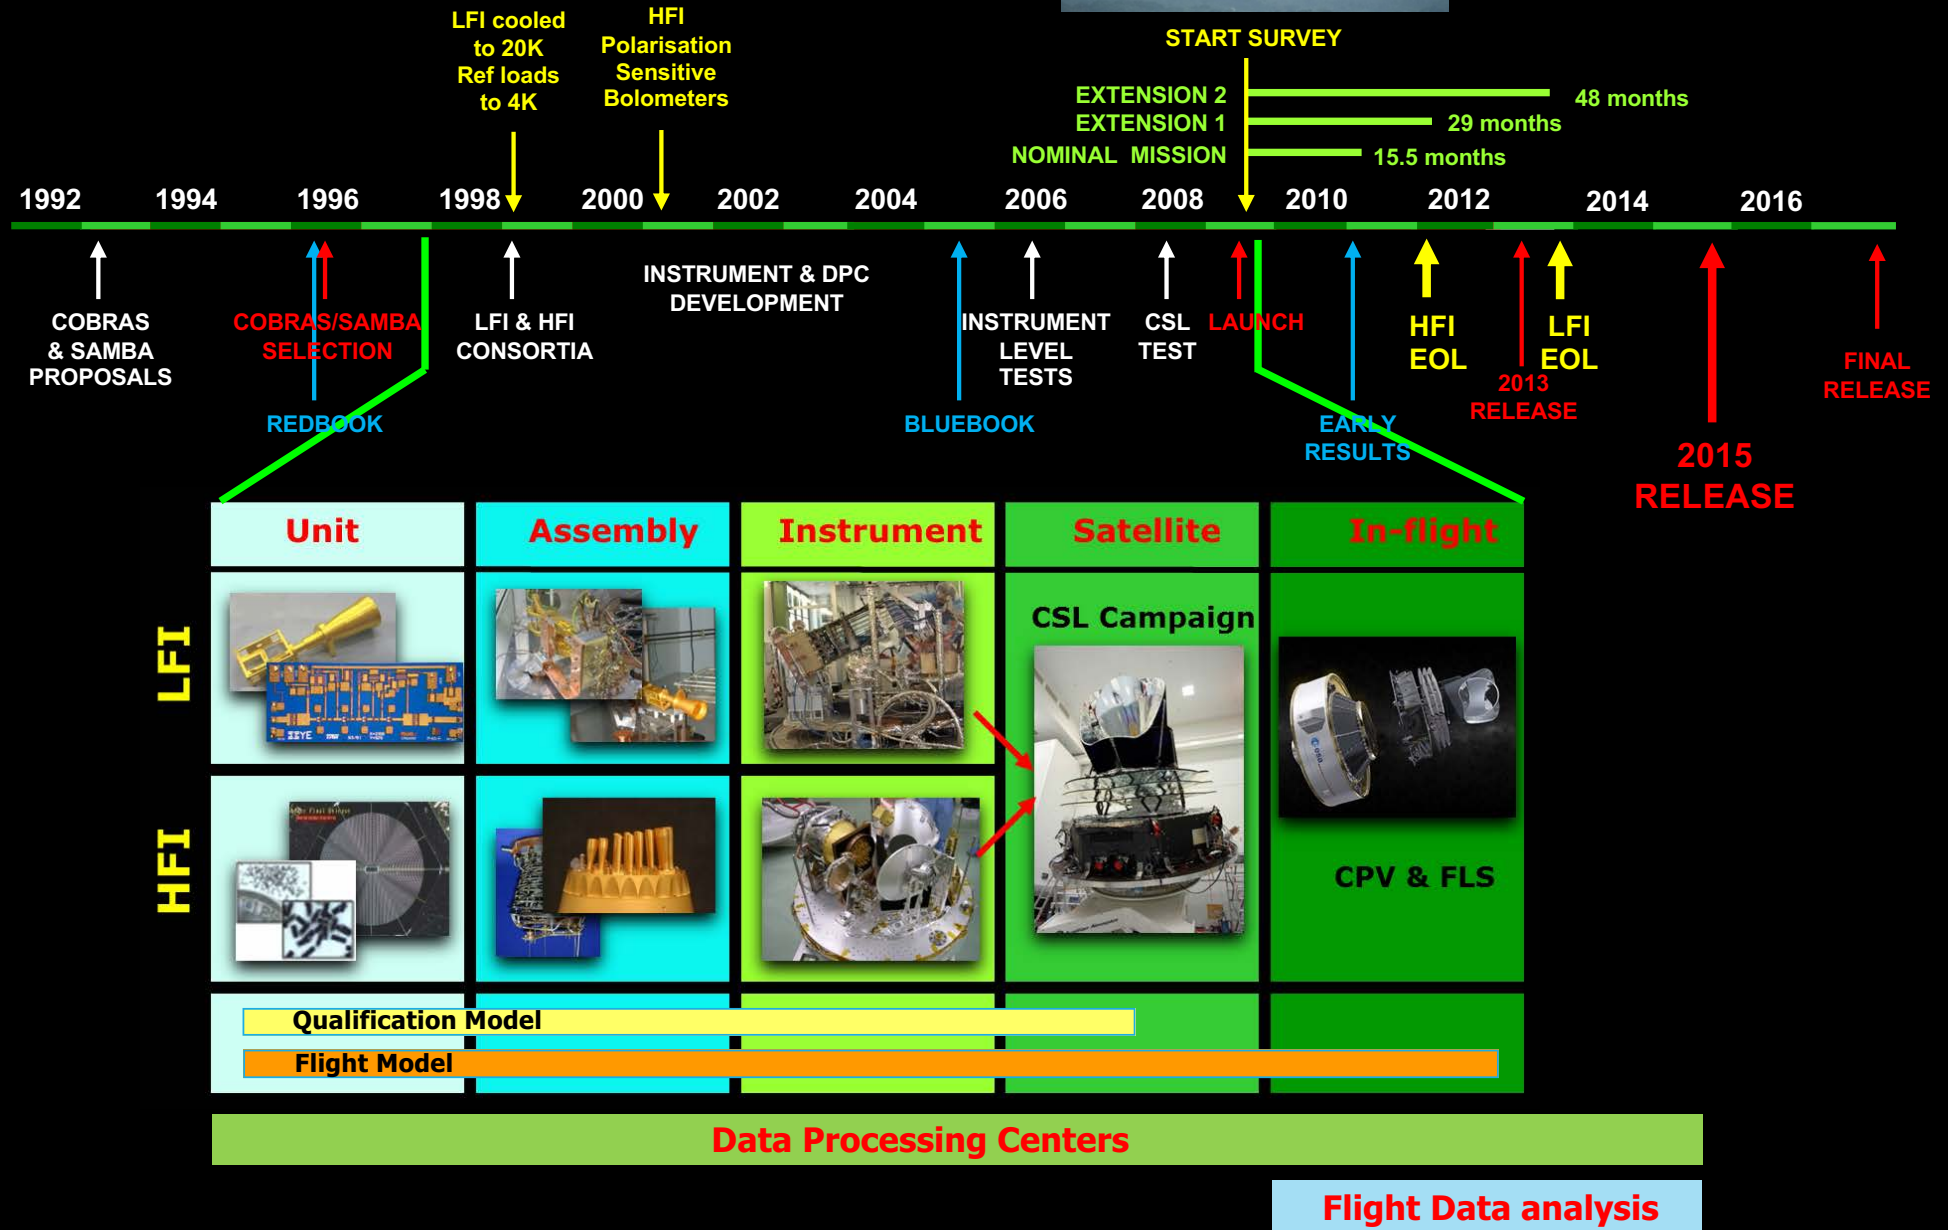 LFI cooled
to 20K
Ref loads
to 4K
HFI
Polarisation
Sensitive
Bolometers
START SURVEY
EXTENSION 2
48 months
EXTENSION 1
29 months
NOMINAL MISSION
15.5 months
1992 1994 1996 1998 2000 2002 2004 2006 2008 2010 2012 2014 2016
COBRAS
& SAMBA
PROPOSALS
COBRAS/SAMBA
SELECTION
REDBOOK
LFI & HFI
CONSORTIA
INSTRUMENT & DPC
DEVELOPMENT
BLUEBOOK
INSTRUMENT
LEVEL
TESTS
CSL
TEST
LAUNCH
EARLY
RESULTS
HFI
EOL
2013
RELEASE
LFI
EOL
2015
RELEASE
FINAL
RELEASE
Unit
Assembly
Instrument
Satellite
In-flight
LFI
CSL Campaign
esa
HFI
CPV & FLS
Qualification Model
Flight Model
Data Processing Centers
Flight Data analysis